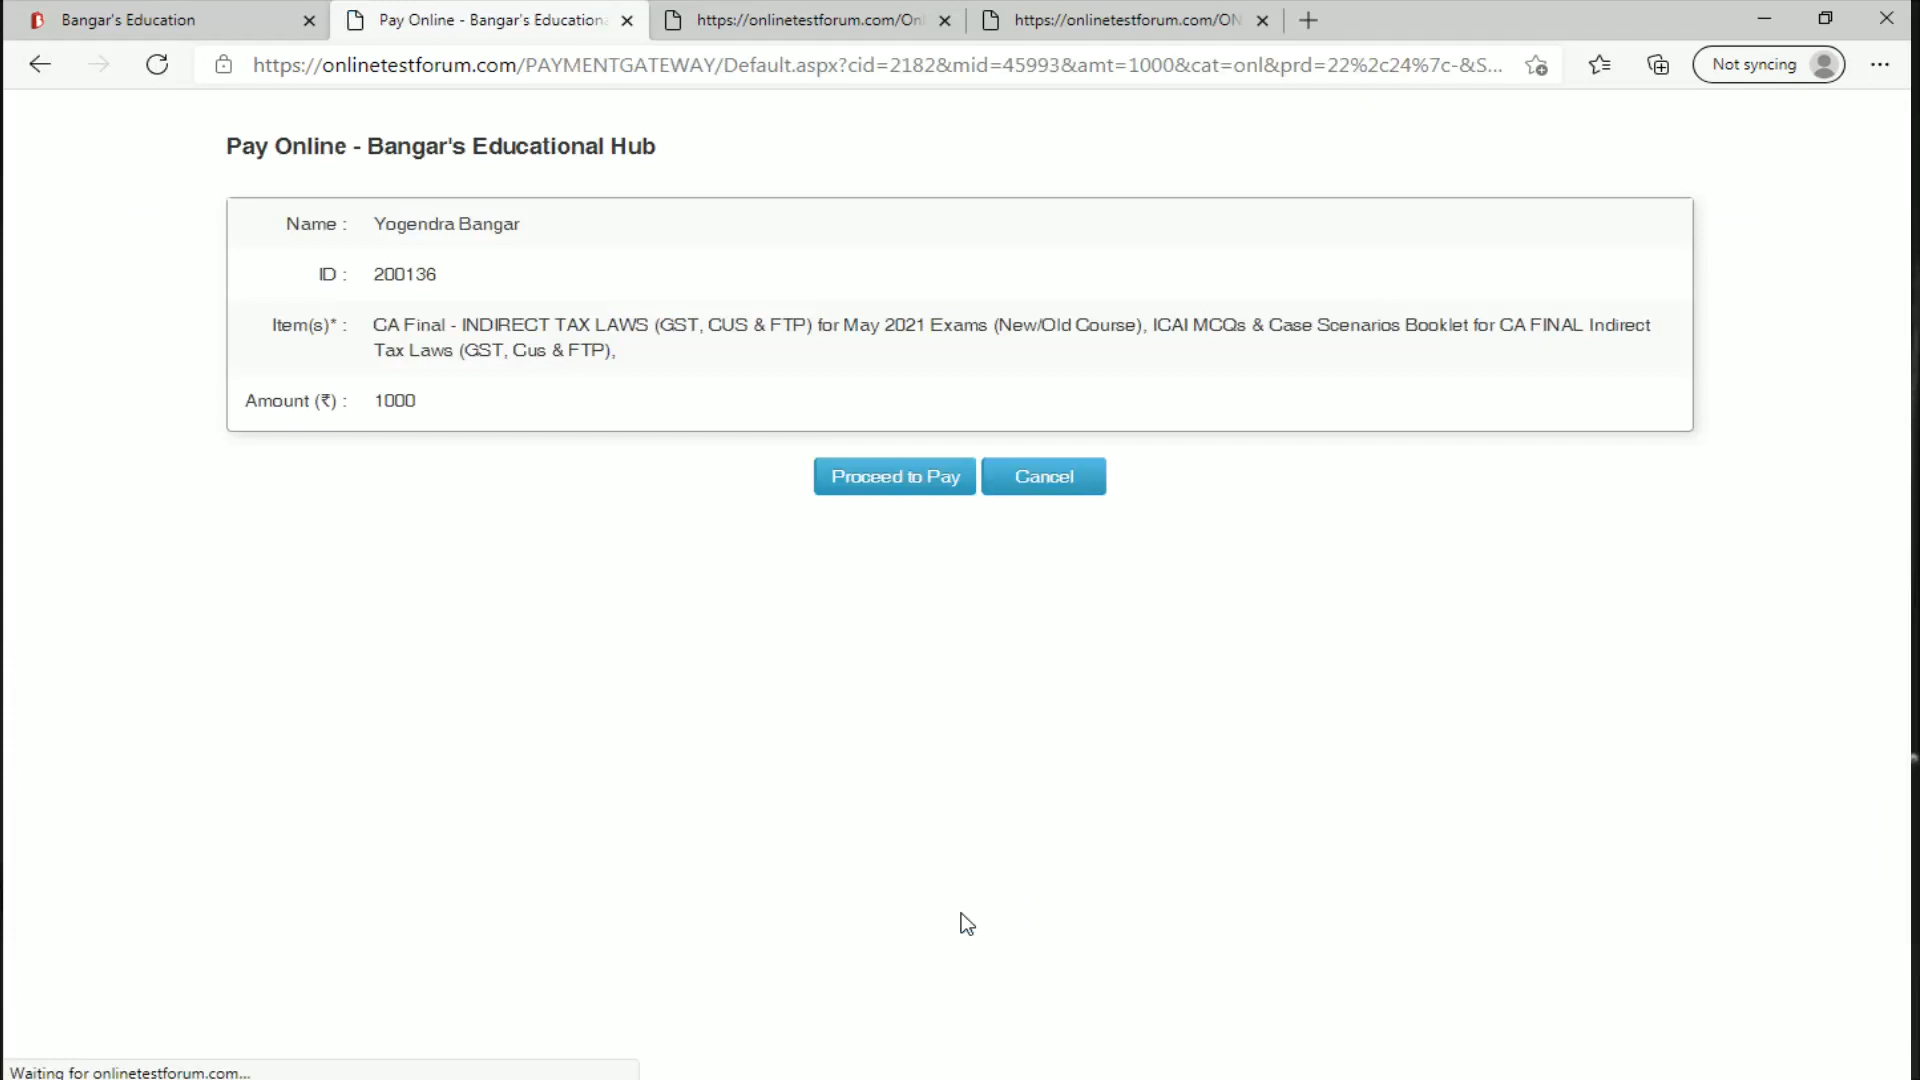 Bangar's Education
Pay Online - Bangar's Educationa
https://onlinetestforum.com/Onl
https://onlinetestforum.com/ON
https://onlinetestforum.com/PAYMENTGATEWAY/Default.aspx?cid=2182&mid=45993&amt=1000&cat=onl&prd=22%2c24%7c-&S...
Not syncing
Pay Online - Bangar's Educational Hub
Name : Yogendra Bangar
ID : 200136
Item(s)* : CA Final - INDIRECT TAX LAWS (GST, CUS & FTP) for May 2021 Exams (New/Old Course), ICAI MCQs & Case Scenarios Booklet for CA FINAL Indirect
Tax Laws (GST, Cus & FTP),
Amount (₹) : 1000
Proceed to Pay
Cancel
Waiting for onlinetestforum.com...